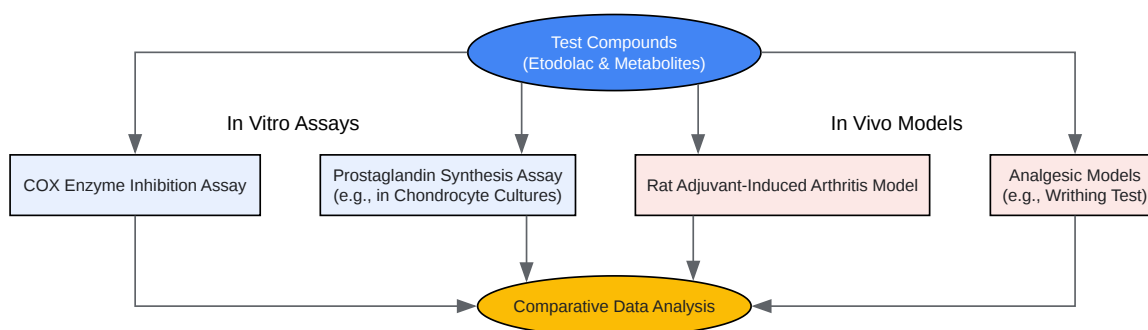 Test Compounds
(Etodolac & Metabolites)
In Vitro Assays
In Vivo Models
COX Enzyme Inhibition Assay
Prostaglandin Synthesis Assay
(e.g., in Chondrocyte Cultures)
Rat Adjuvant-Induced Arthritis Model
Analgesic Models
(e.g., Writhing Test)
Comparative Data Analysis